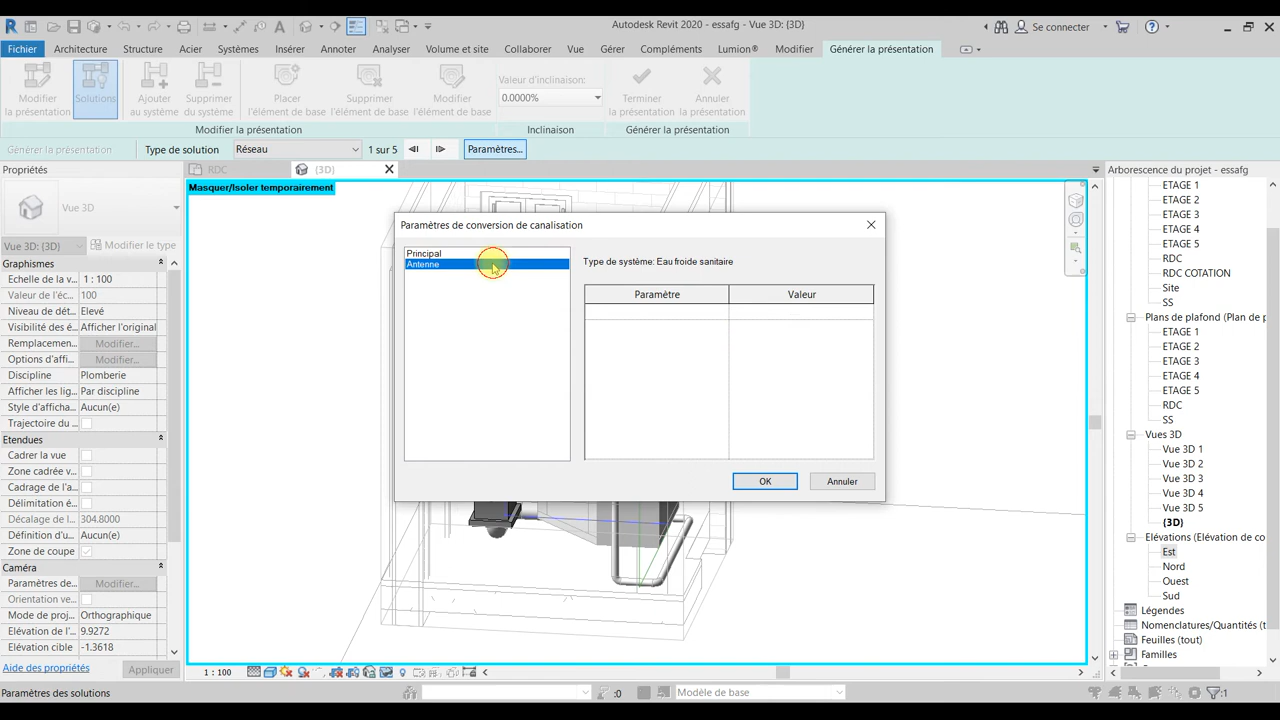 Autodesk Revit 2020 - essafg - Vue 3D: {3D}
Se connecter
Fichier Architecture Structure Acier Systèmes Insérer Annoter Analyser Volume et site Collaborer Vue Gérer Compléments Lumion® Modifier Générer la présentation
Modifier
la présentation
Solutions
Ajouter
au système
Supprimer
du système
Placer
l'élément de base
Supprimer
l'élément de base
Modifier
l'élément de base
Valeur d'inclinaison:
0.0000%
Terminer
la présentation
Annuler
la présentation
Modifier la présentation Inclinaison Générer la présentation
Générer la présentation Type de solution Réseau 1 sur 5 Paramètres...
Propriétés
Vue 3D
Vue 3D: {3D} Modifier le type
Graphismes
Echelle de la v... 1 : 100
Valeur de l'éc... 100
Niveau de dét... Elevé
Visibilité des é... Afficher l'original
Remplacemen... Modifier...
Options d'affi... Modifier...
Discipline Plomberie
Afficher les lig... Par discipline
Style d'afficha... Aucun(e)
Trajectoire du ...
Etendues
Cadrer la vue
Zone cadrée v...
Cadrage de l'a...
Délimitation é...
Décalage de l... 304.8000
Définition d'u... Aucun(e)
Zone de coupe
Caméra
Paramètres de... Modifier...
Orientation ve...
Mode de proj... Orthographique
Elévation de l'... 9.9272
Elévation cible -1.3618
Aide des propriétés Appliquer
RDC {3D}
Masquer/Isoler temporairement
Paramètres de conversion de canalisation
Principal
Antenne
Type de système: Eau froide sanitaire
Paramètre Valeur
OK Annuler
1 : 100
Arborescence du projet - essafg
ETAGE 1
ETAGE 2
ETAGE 3
ETAGE 4
ETAGE 5
RDC
RDC COTATION
Site
SS
Plans de plafond (Plan de p
ETAGE 1
ETAGE 2
ETAGE 3
ETAGE 4
ETAGE 5
RDC
SS
Vues 3D
Vue 3D 1
Vue 3D 2
Vue 3D 3
Vue 3D 4
Vue 3D 5
{3D}
Elévations (Elévation de co
Est
Nord
Ouest
Sud
Légendes
Nomenclatures/Quantités (t
Feuilles (tout)
Familles
Paramètres des solutions :0 Modèle de base :1